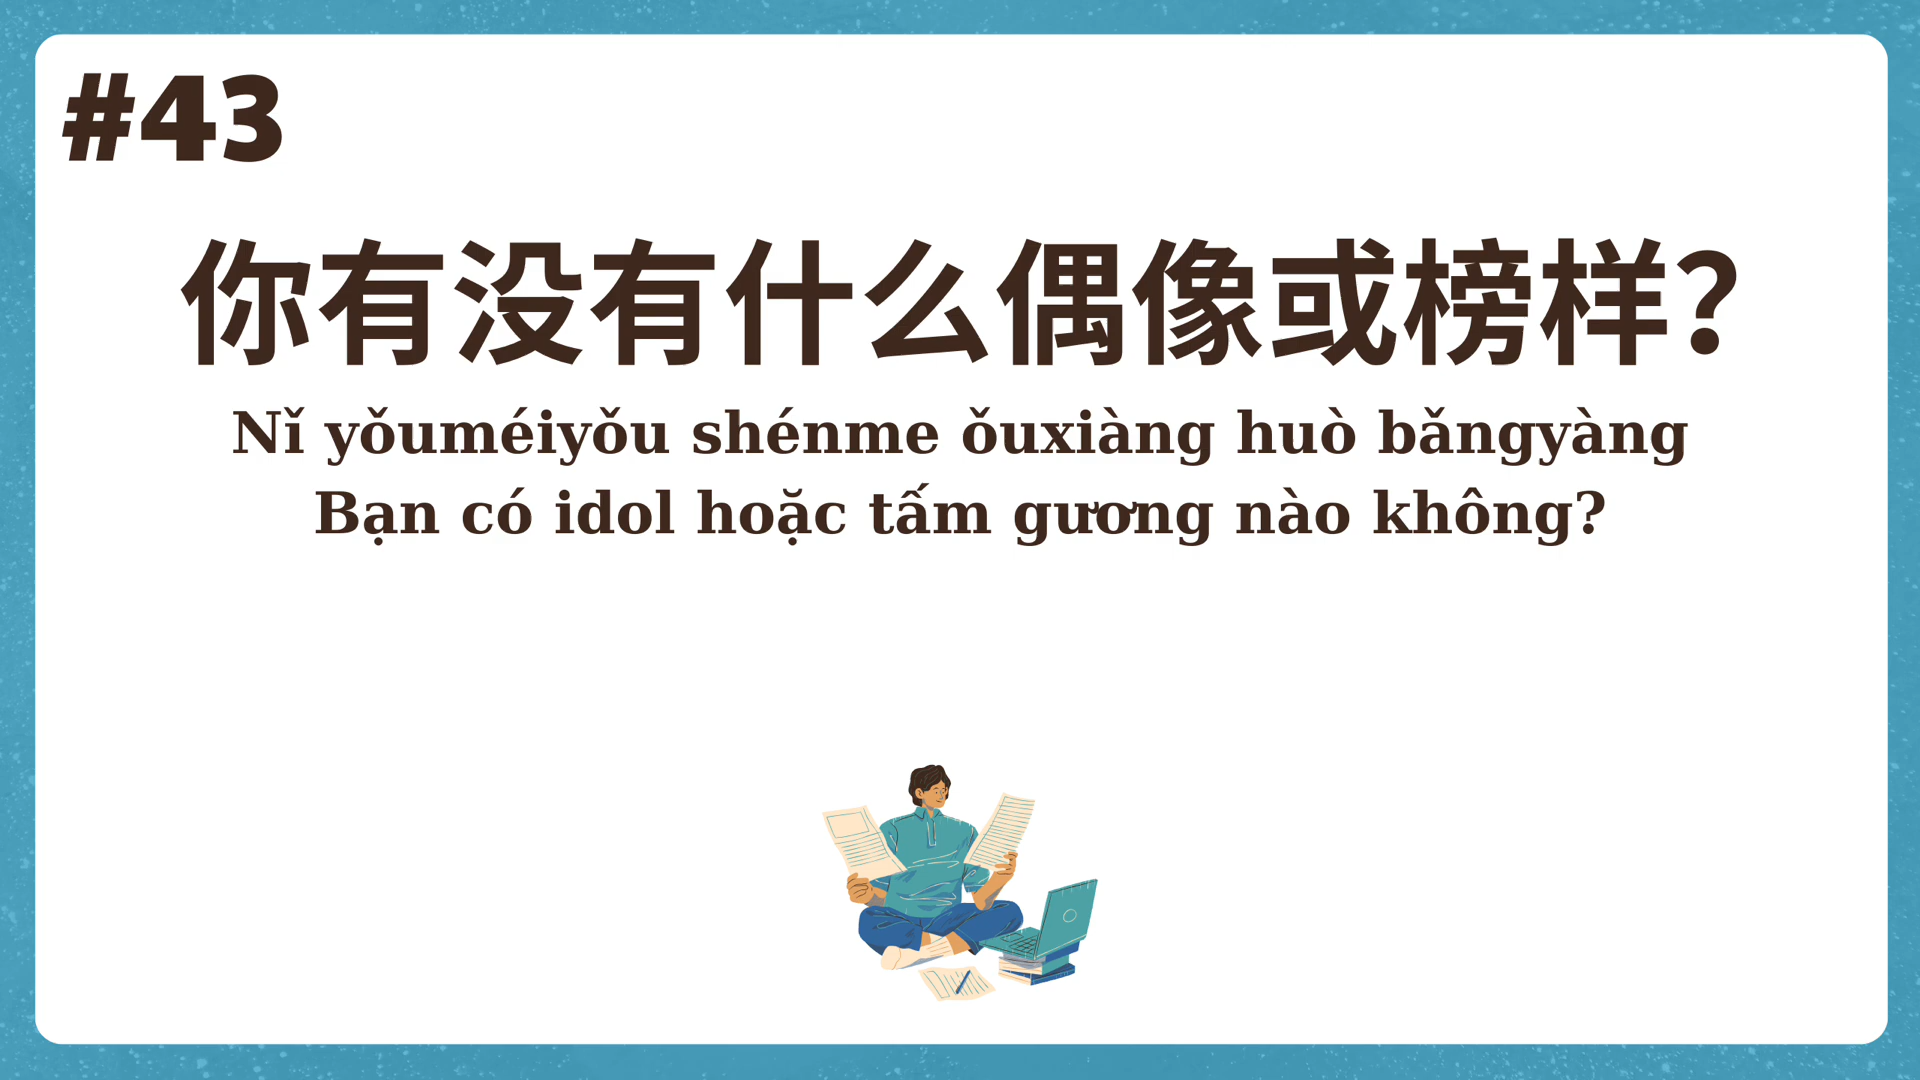 #43
你有没有什么偶像或榜样？
Nǐ yǒuméiyǒu shénme ǒuxiàng huò bǎngyàng
Bạn có idol hoặc tấm gương nào không?